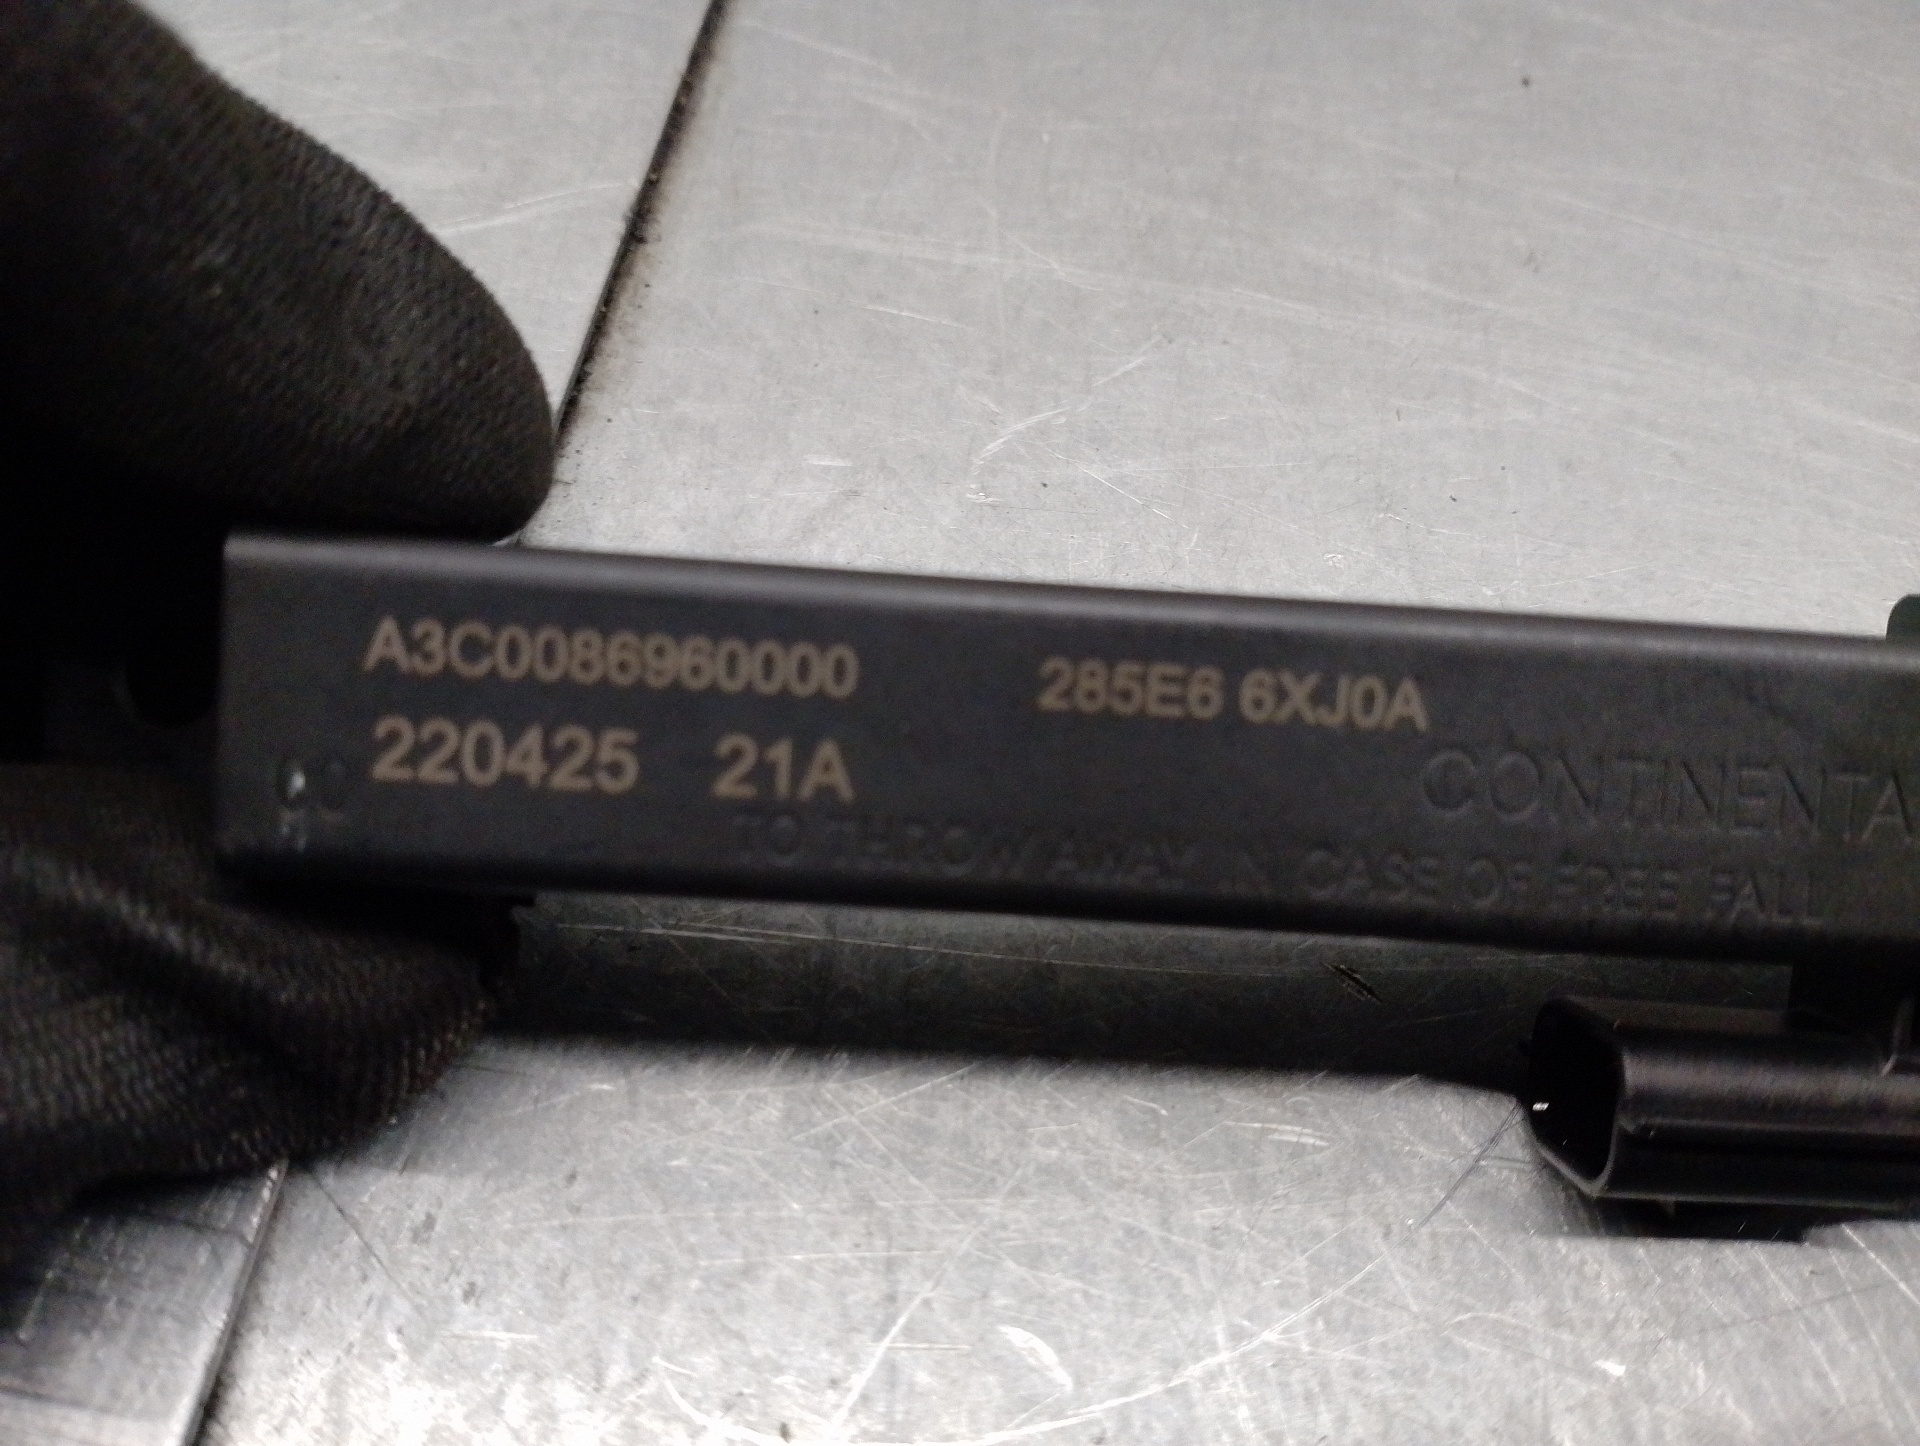 A3C0086960000 285E6 6XJ0A
220425 21A
CONTINENTA
TO THROW AWAY IN CASE OF FREE FALL